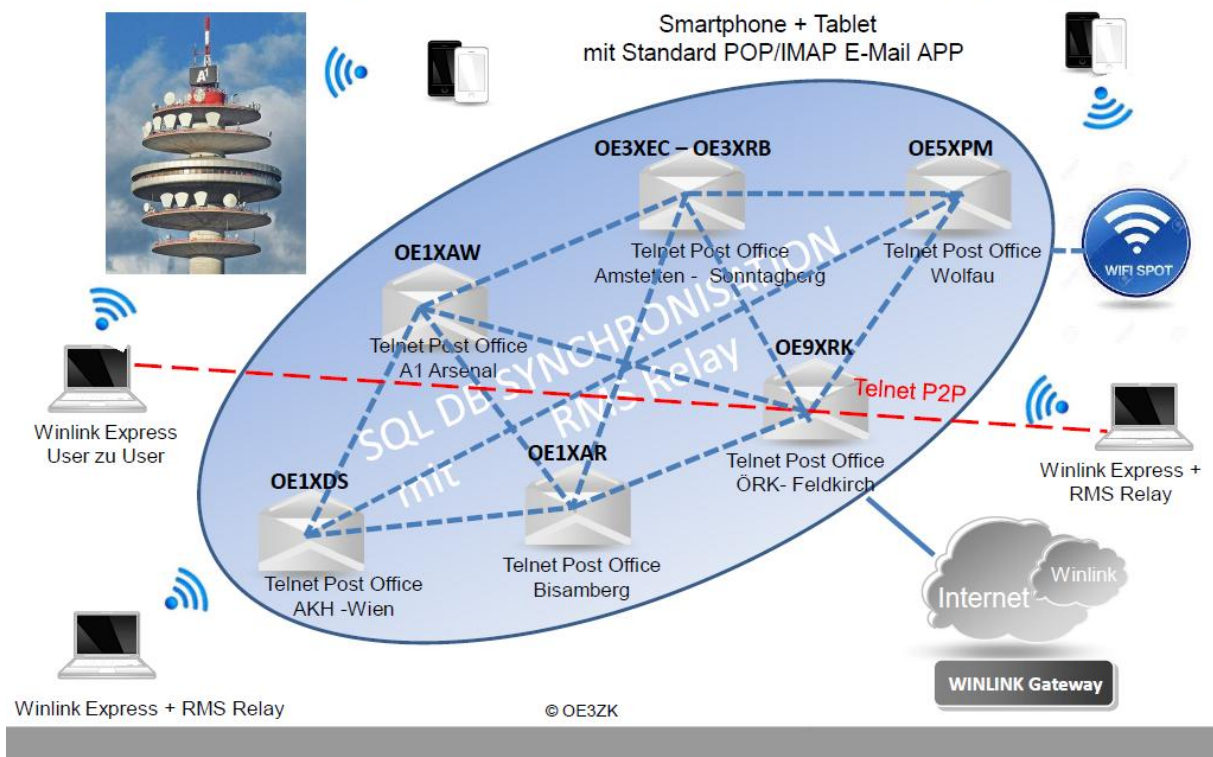 Smartphone + Tablet
mit Standard POP/IMAP E-Mail APP
A1
OE3XEC – OE3XRB
OE5XPM
Telnet Post Office
Amstetten - Sonntagberg
Telnet Post Office
Wolfau
WIFI SPOT
OE1XAW
Telnet Post Office
A1 Arsenal
SQL DB SYNCHRONISATION
mit RMS Relay
OE9XRK
Telnet P2P
Telnet Post Office
ÖRK- Feldkirch
Winlink Express
User zu User
Winlink Express +
RMS Relay
OE1XDS
Telnet Post Office
AKH -Wien
OE1XAR
Telnet Post Office
Bisamberg
Internet
Winlink
WINLINK Gateway
Winlink Express + RMS Relay
© OE3ZK